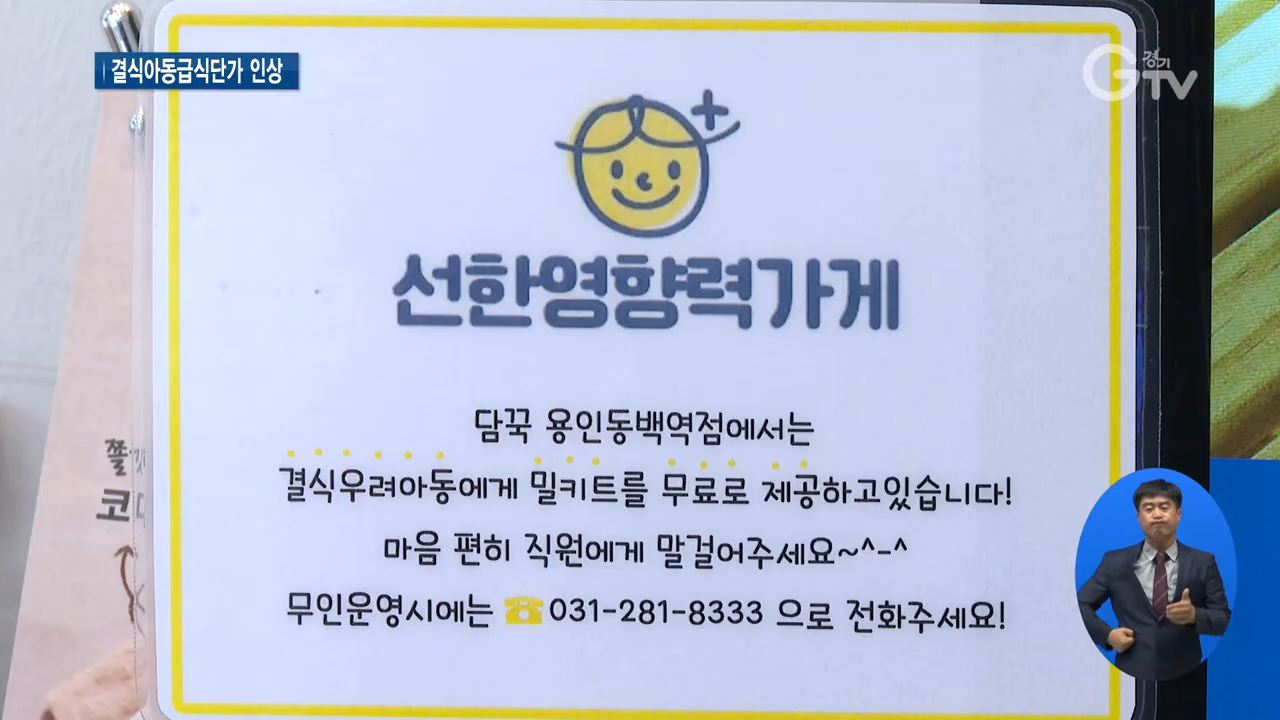 결식아동급식단가 인상
경기
GTV
선한영향력가게
담꾹 용인동백역점에서는
결식우려아동에게 밀키트를 무료로 제공하고있습니다!
마음 편히 직원에게 말걸어주세요~^-^
무인운영시에는 ☎031-281-8333 으로 전화주세요!